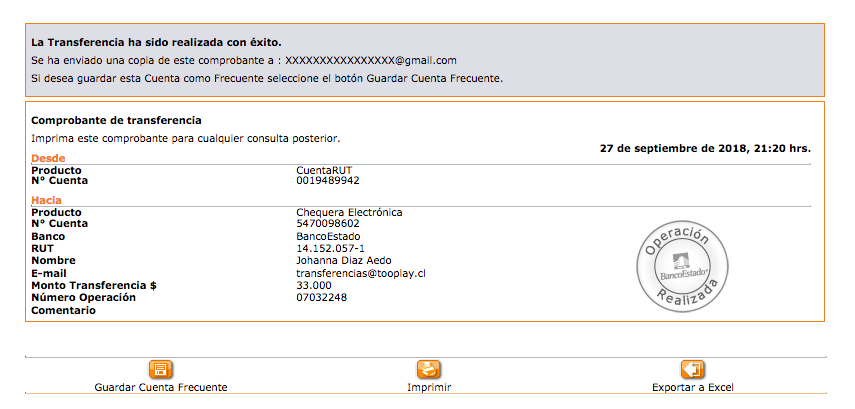 La Transferencia ha sido realizada con éxito.
Se ha enviado una copia de este comprobante a : XXXXXXXXXXXXXXXX@gmail.com
Si desea guardar esta Cuenta como Frecuente seleccione el botón Guardar Cuenta Frecuente.
Comprobante de transferencia
Imprima este comprobante para cualquier consulta posterior.
27 de septiembre de 2018, 21:20 hrs.
Desde
Producto CuentaRUT
N° Cuenta 0019489942
Hacia
Producto Chequera Electrónica
N° Cuenta 5470098602
Banco BancoEstado
RUT 14.152.057-1
Nombre Johanna Diaz Aedo
E-mail transferencias@tooplay.cl
Monto Transferencia $ 33.000
Número Operación 07032248
Comentario
Operación
BancoEstado
Realizada
Guardar Cuenta Frecuente Imprimir Exportar a Excel